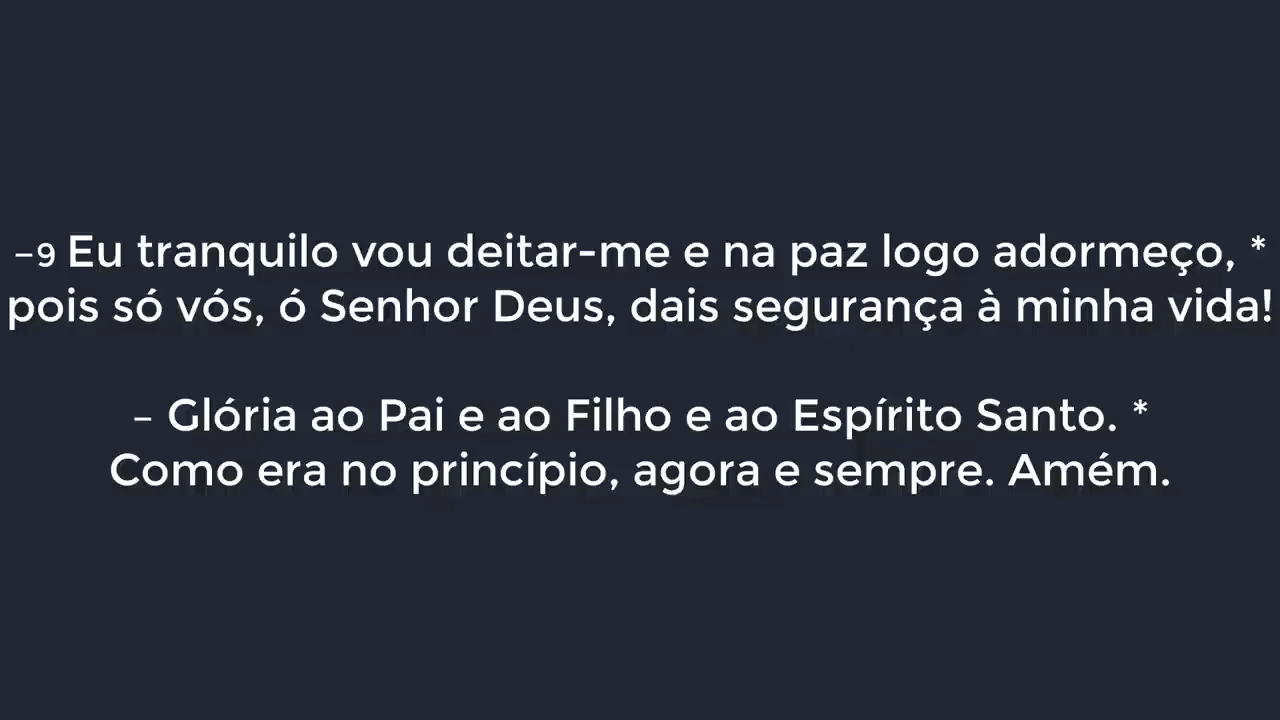 –9 Eu tranquilo vou deitar-me e na paz logo adormeço, *
pois só vós, ó Senhor Deus, dais segurança à minha vida!
– Glória ao Pai e ao Filho e ao Espírito Santo. *
Como era no princípio, agora e sempre. Amém.